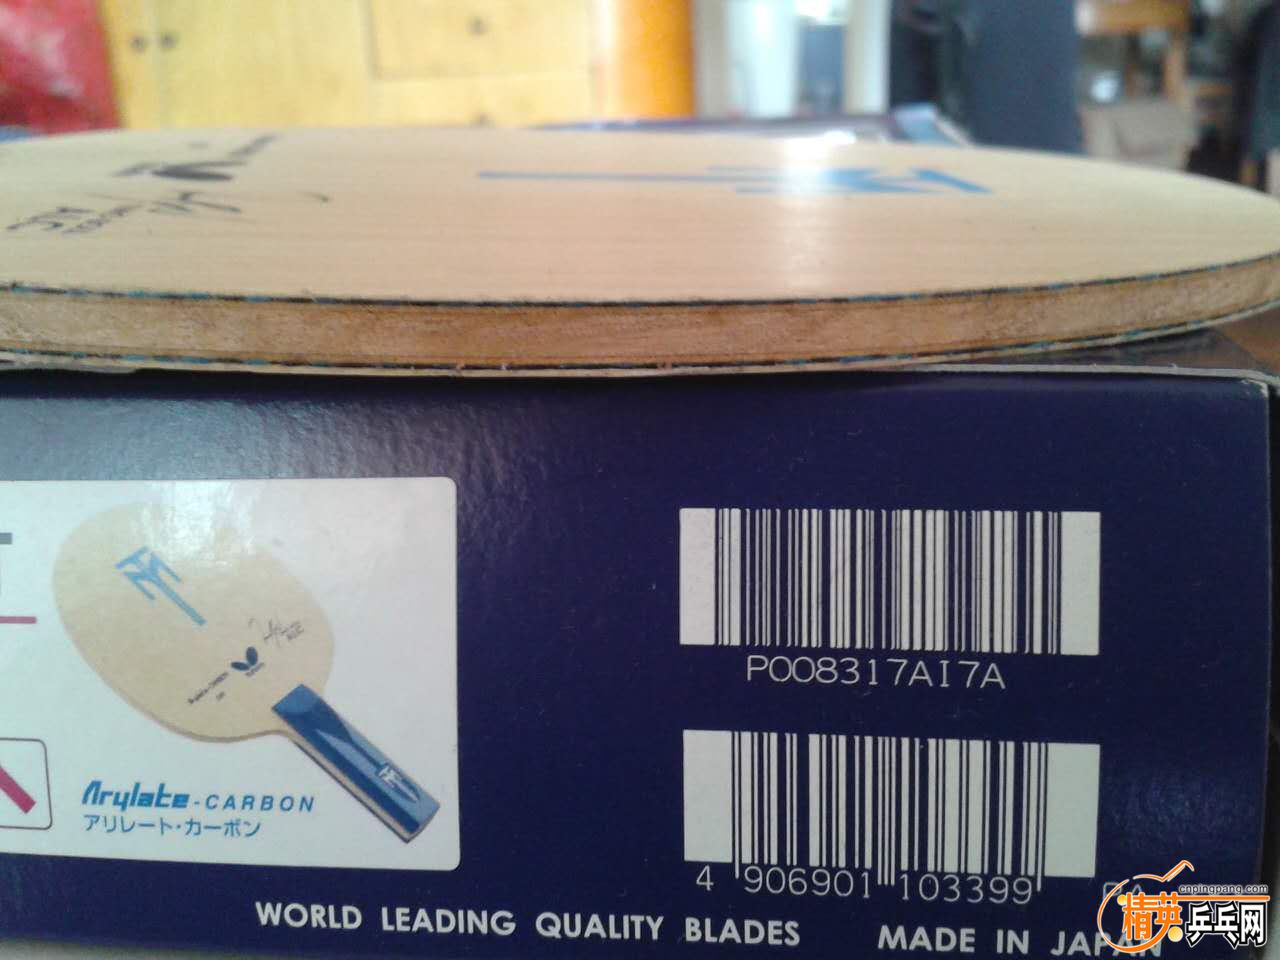 P008317AI7A
Arylate-CARBON
アリレート・カーボン
4 906901 103399
WORLD LEADING QUALITY BLADES
MADE IN JAPAN
cnpingpang.com
精英乒乓网